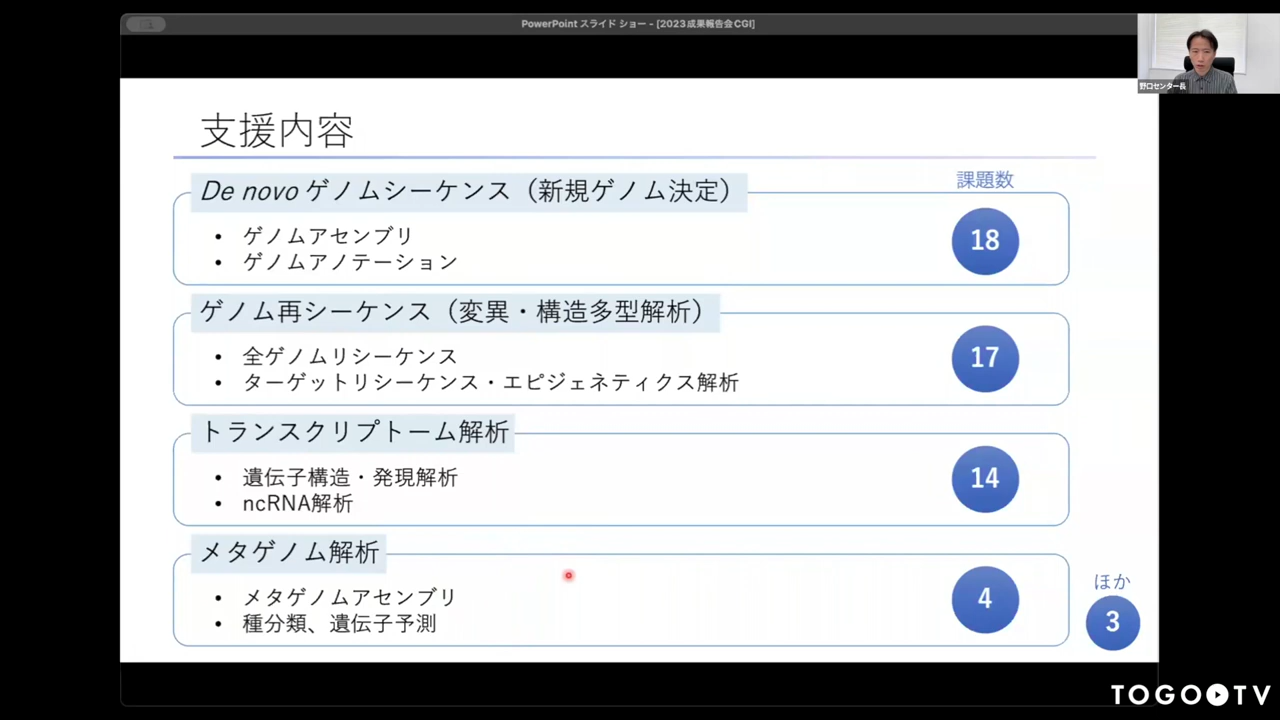 PowerPoint スライド ショー - [2023成果報告会CGI]
野口センター長
支援内容
課題数
De novo ゲノムシーケンス（新規ゲノム決定）
• ゲノムアセンブリ
• ゲノムアノテーション
18
ゲノム再シーケンス（変異・構造多型解析）
• 全ゲノムリシーケンス
• ターゲットリシーケンス・エピジェネティクス解析
17
トランスクリプトーム解析
• 遺伝子構造・発現解析
• ncRNA解析
14
メタゲノム解析
• メタゲノムアセンブリ
• 種分類、遺伝子予測
4
ほか
3
TOGO TV